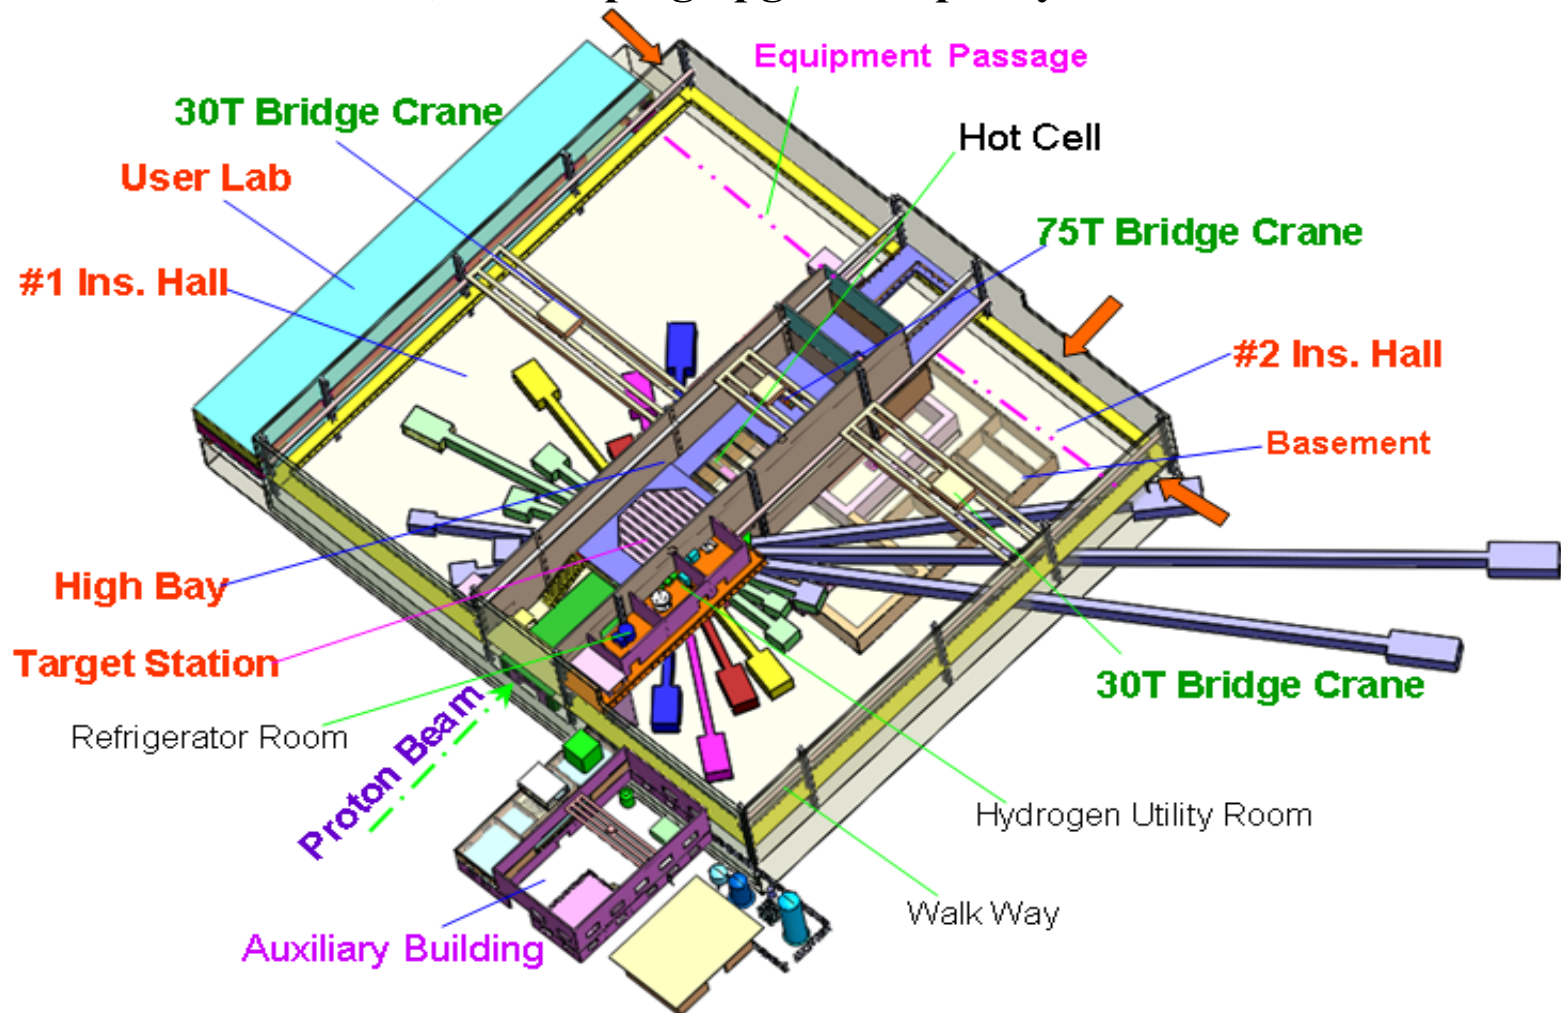 Equipment Passage
30T Bridge Crane
Hot Cell
User Lab
75T Bridge Crane
#1 Ins. Hall
#2 Ins. Hall
Basement
High Bay
Target Station
30T Bridge Crane
Refrigerator Room
Proton Beam
Hydrogen Utility Room
Walk Way
Auxiliary Building